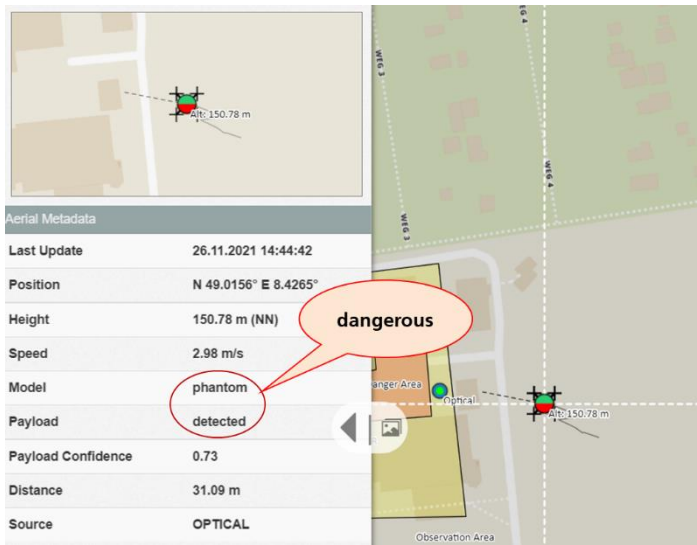 Alt: 150.78 m
Aerial Metadata
Last Update 26.11.2021 14:44:42
Position N 49.0156° E 8.4265°
Height 150.78 m (NN)
Speed 2.98 m/s
Model phantom
Payload detected
Payload Confidence 0.73
Distance 31.09 m
Source OPTICAL
dangerous
WEG 3
WEG 4
WEG 3
WEG 4
anger Area
Optical
Alt: 150.78 m
Observation Area